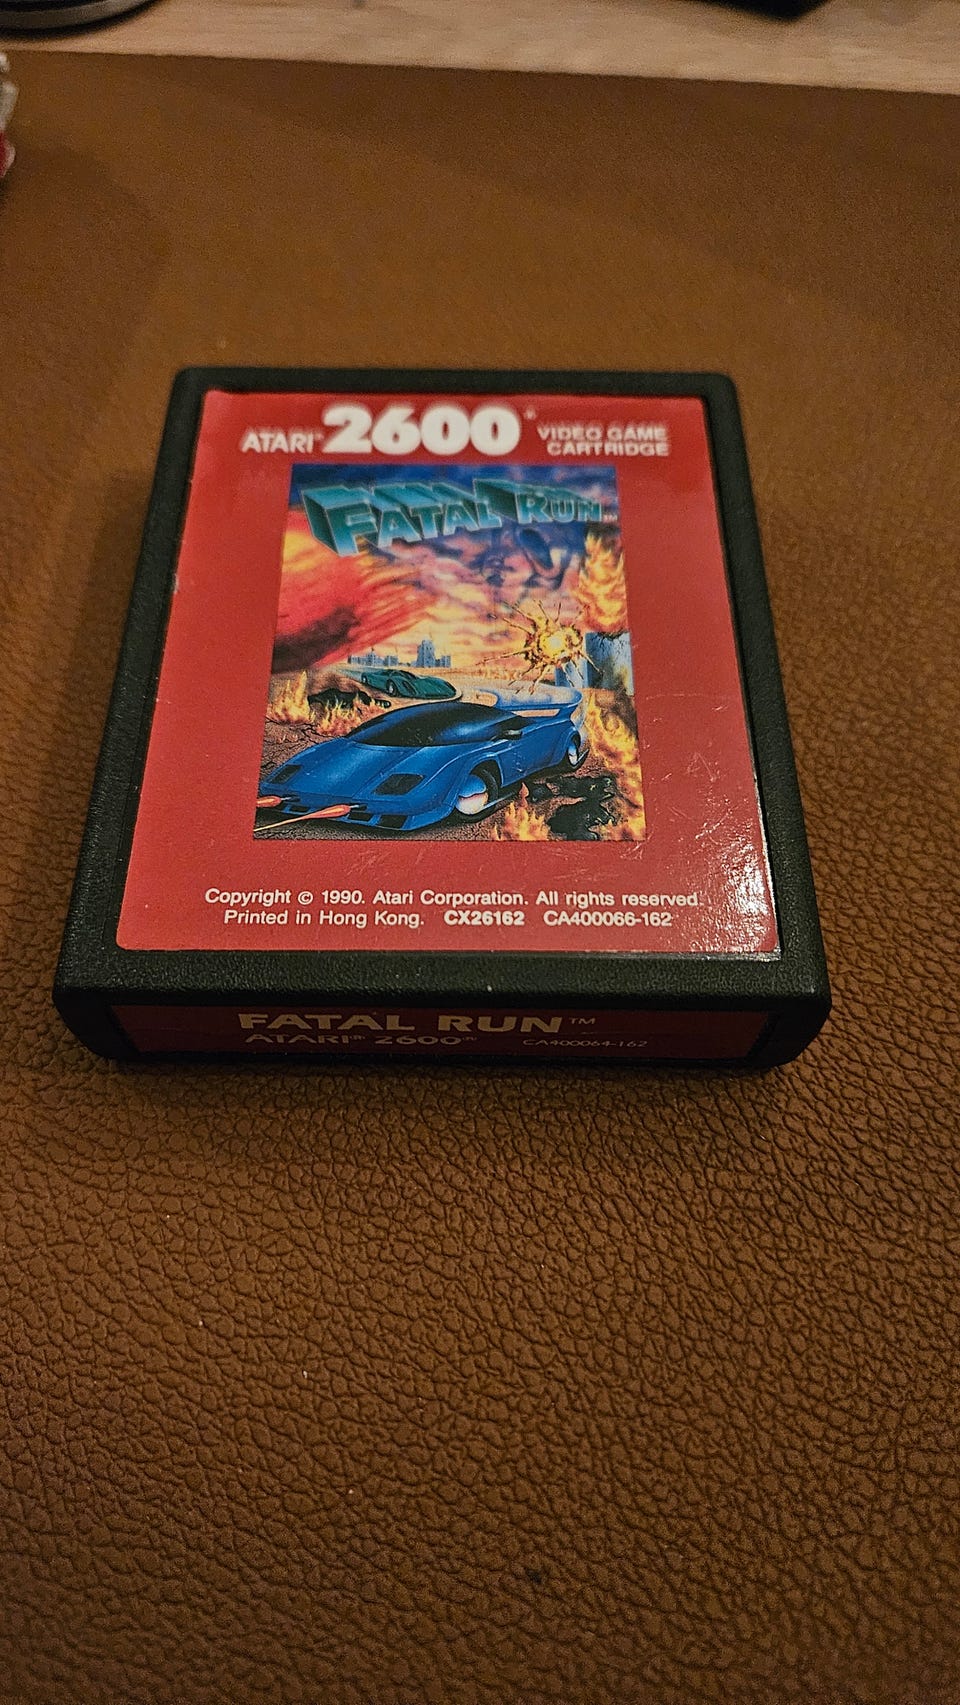 ATARI™ 2600® VIDEO GAME
CARTRIDGE
FATAL RUN™
Copyright © 1990. Atari Corporation. All rights reserved.
Printed in Hong Kong. CX26162 CA400066-162
FATAL RUN™
ATARI® 2600® CA400064-162